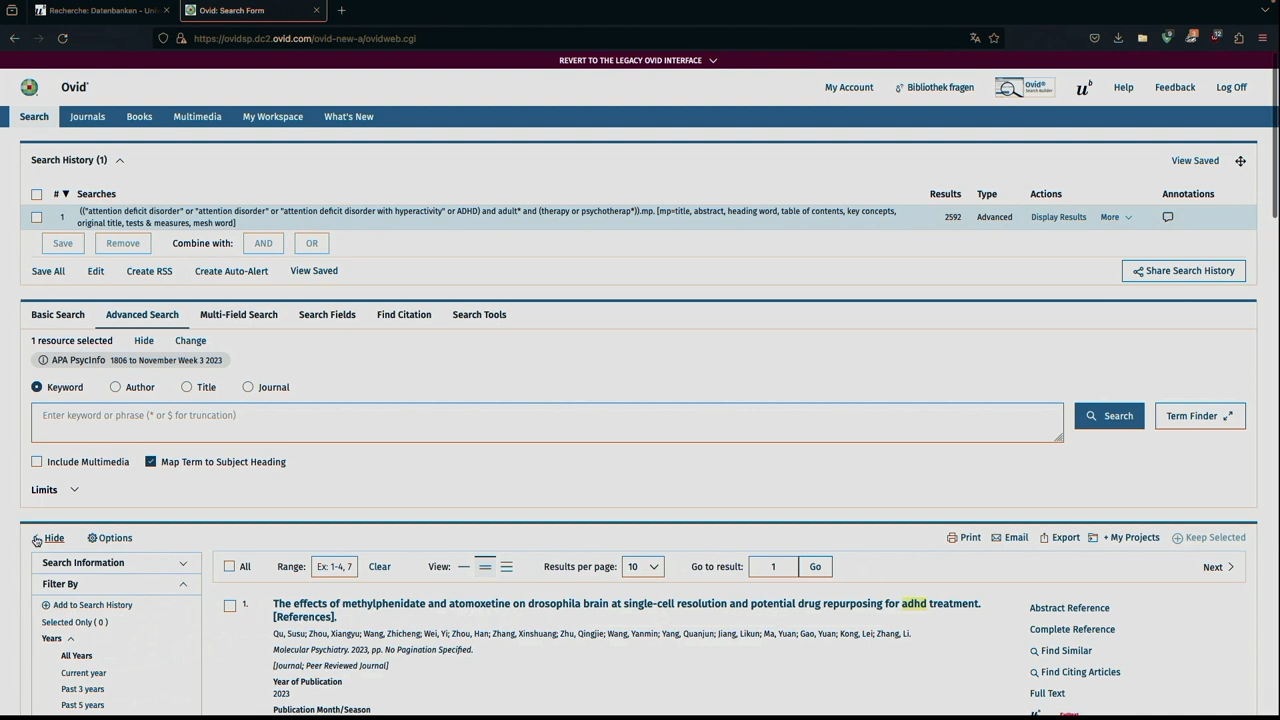 Recherche: Datenbanken - Uni
Ovid: Search Form
https://ovidsp.dc2.ovid.com/ovid-new-a/ovidweb.cgi
12
REVERT TO THE LEGACY OVID INTERFACE
Ovid®
My Account
Bibliothek fragen
Ovid® Search Builder
u b
Help
Feedback
Log Off
Search
Journals
Books
Multimedia
My Workspace
What's New
Search History (1)
View Saved
# ▼ Searches
Results
Type
Actions
Annotations
1
(("attention deficit disorder" or "attention disorder" or "attention deficit disorder with hyperactivity" or ADHD) and adult* and (therapy or psychotherap*)).mp. [mp=title, abstract, heading word, table of contents, key concepts,
original title, tests & measures, mesh word]
2592
Advanced
Display Results
More
Save
Remove
Combine with:
AND
OR
Save All
Edit
Create RSS
Create Auto-Alert
View Saved
Share Search History
Basic Search
Advanced Search
Multi-Field Search
Search Fields
Find Citation
Search Tools
1 resource selected
Hide
Change
APA PsycInfo 1806 to November Week 3 2023
Keyword
Author
Title
Journal
Enter keyword or phrase (* or $ for truncation)
Search
Term Finder
Include Multimedia
Map Term to Subject Heading
Limits
Hide
Options
Print
Email
Export
+ My Projects
Keep Selected
Search Information
All
Range:
Ex: 1-4, 7
Clear
View:
Results per page:
10
Go to result:
1
Go
Next
Filter By
Add to Search History
Selected Only ( 0 )
Years
All Years
Current year
Past 3 years
Past 5 years
1.
The effects of methylphenidate and atomoxetine on drosophila brain at single-cell resolution and potential drug repurposing for adhd treatment.
[References].
Qu, Susu; Zhou, Xiangyu; Wang, Zhicheng; Wei, Yi; Zhou, Han; Zhang, Xinshuang; Zhu, Qingjie; Wang, Yanmin; Yang, Quanjun; Jiang, Likun; Ma, Yuan; Gao, Yuan; Kong, Lei; Zhang, Li.
Molecular Psychiatry. 2023, pp. No Pagination Specified.
[Journal; Peer Reviewed Journal]
Year of Publication
2023
Publication Month/Season
Abstract Reference
Complete Reference
Find Similar
Find Citing Articles
Full Text